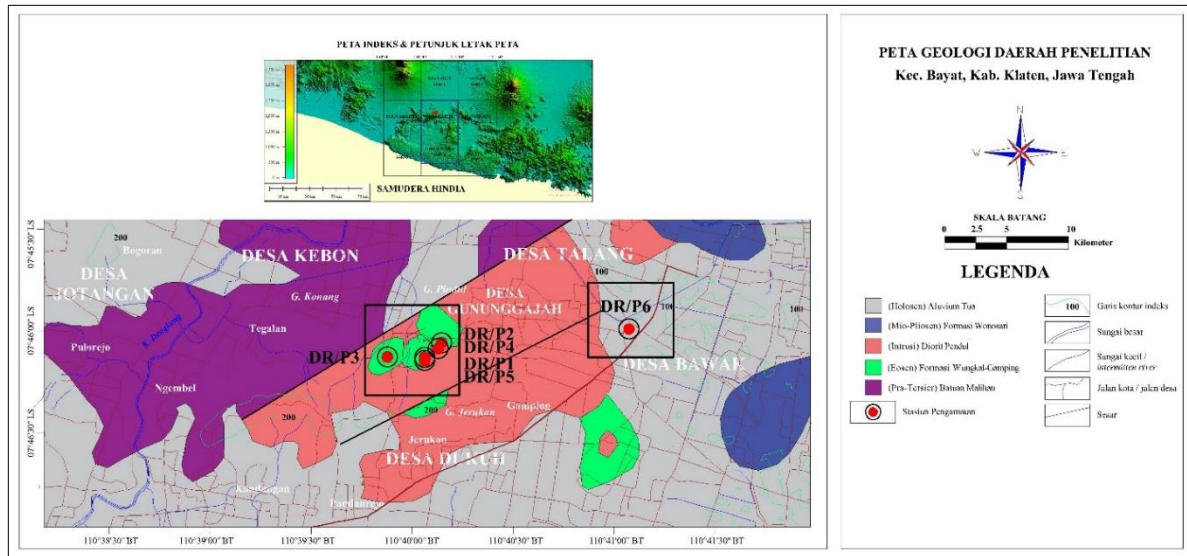 PETA INDEKS & PETUNJUK LETAK PETA
SAMUDERA HINDIA
07°45'30" LS
07°46'00" LS
07°46'30" LS
200
Bogoran
DESA
JOTANGAN
DESA KEBON
G. Konang
Tegalan
Pulorejo
Ngembel
K. Dengkeng
DESA TALANG
G. Pendul
DESA
GUNUNGGAJAH
100
DR/P6
100
100
DR/P2
DR/P4
DR/P3
DR/P1
DR/P5
DESA BAWAK
200
200
G. Jerukan
Gamping
Jerukan
DESA DUKUH
Kandangan
110°38'30" BT
110°39'00" BT
110°39'30" BT
110°40'00" BT
110°40'30" BT
110°41'00" BT
110°41'30" BT
PETA GEOLOGI DAERAH PENELITIAN
Kec. Bayat, Kab. Klaten, Jawa Tengah
N
W
E
S
SKALA BATANG
0
2.5
5
10
Kilometer
LEGENDA
(Holosen) Aluvium Tua
(Mio-Pliosen) Formasi Wonosari
(Intrusi) Diorit Pendul
(Eosen) Formasi Wungkal-Gamping
(Pra-Tersier) Batuan Malihan
Stasiun Pengamatan
100
Garis kontur indeks
Sungai besar
Sungai kecil /
intermitten river
Jalan kota / jalan desa
Sesar